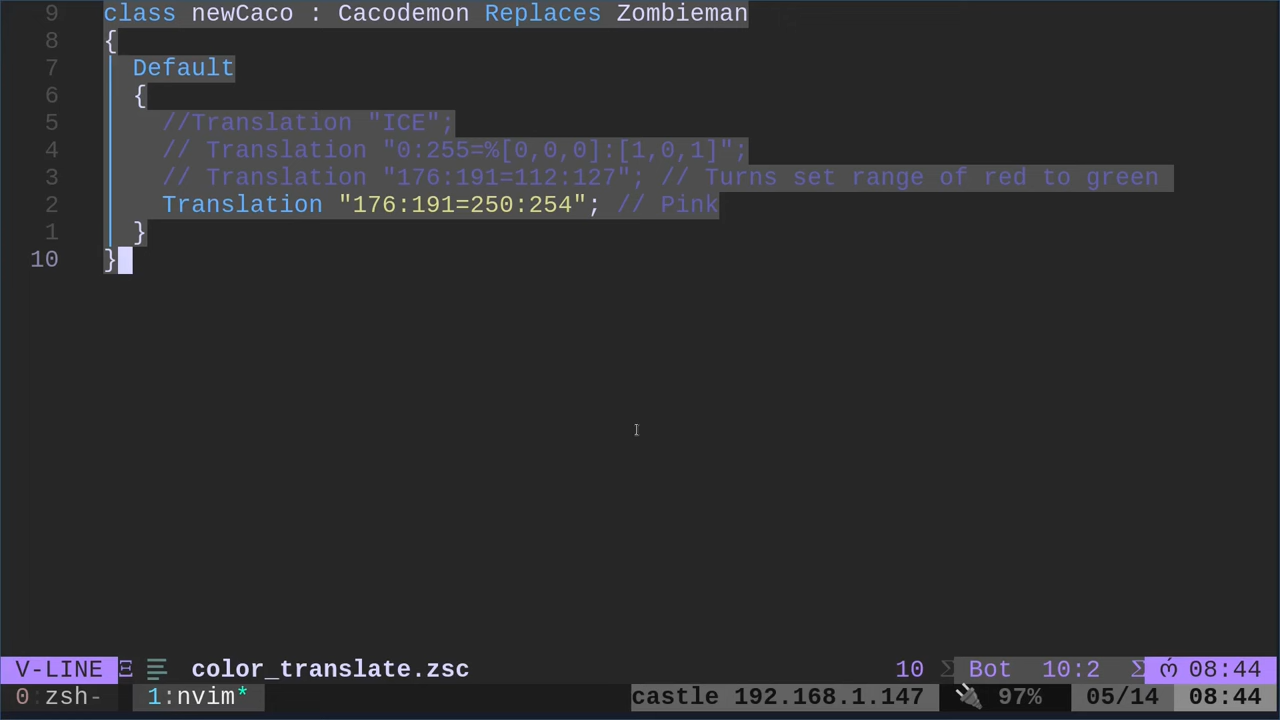 9 class newCaco : Cacodemon Replaces Zombieman
8 {
7 Default
6 {
5 //Translation "ICE";
4 // Translation "0:255=%[0,0,0]:[1,0,1]";
3 // Translation "176:191=112:127"; // Turns set range of red to green
2 Translation "176:191=250:254"; // Pink
1 }
10 }
V-LINE color_translate.zsc 10 Σ Bot 10:2 Σ 08:44
0:zsh- 1:nvim* castle 192.168.1.147 97% 05/14 08:44